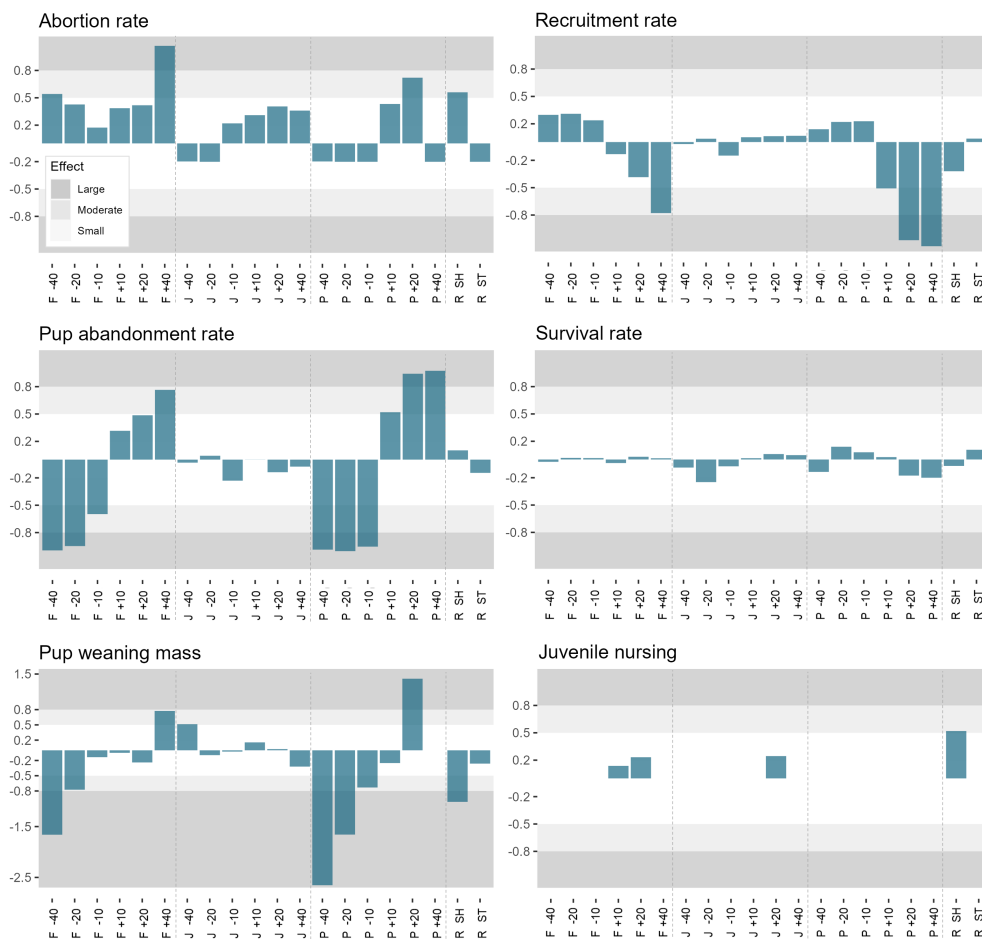 Abortion rate
0.8
0.5
0.2
-0.2
-0.5
-0.8
Effect
Large
Moderate
Small
F -40
F -20
F -10
F +10
F +20
F +40
J -40
J -20
J -10
J +10
J +20
J +40
P -40
P -20
P -10
P +10
P +20
P +40
R SH
R ST
Recruitment rate
0.8
0.5
0.2
-0.2
-0.5
-0.8
F -40
F -20
F -10
F +10
F +20
F +40
J -40
J -20
J -10
J +10
J +20
J +40
P -40
P -20
P -10
P +10
P +20
P +40
R SH
R ST
Pup abandonment rate
0.8
0.5
0.2
-0.2
-0.5
-0.8
F -40
F -20
F -10
F +10
F +20
F +40
J -40
J -20
J -10
J +10
J +20
J +40
P -40
P -20
P -10
P +10
P +20
P +40
R SH
R ST
Survival rate
0.8
0.5
0.2
-0.2
-0.5
-0.8
F -40
F -20
F -10
F +10
F +20
F +40
J -40
J -20
J -10
J +10
J +20
J +40
P -40
P -20
P -10
P +10
P +20
P +40
R SH
R ST
Pup weaning mass
1.5
0.8
0.5
0.2
-0.2
-0.5
-0.8
-1.5
-2.5
F -40
F -20
F -10
F +10
F +20
F +40
J -40
J -20
J -10
J +10
J +20
J +40
P -40
P -20
P -10
P +10
P +20
P +40
R SH
R ST
Juvenile nursing
0.8
0.5
0.2
-0.2
-0.5
-0.8
F -40
F -20
F -10
F +10
F +20
F +40
J -40
J -20
J -10
J +10
J +20
J +40
P -40
P -20
P -10
P +10
P +20
P +40
R SH
R ST